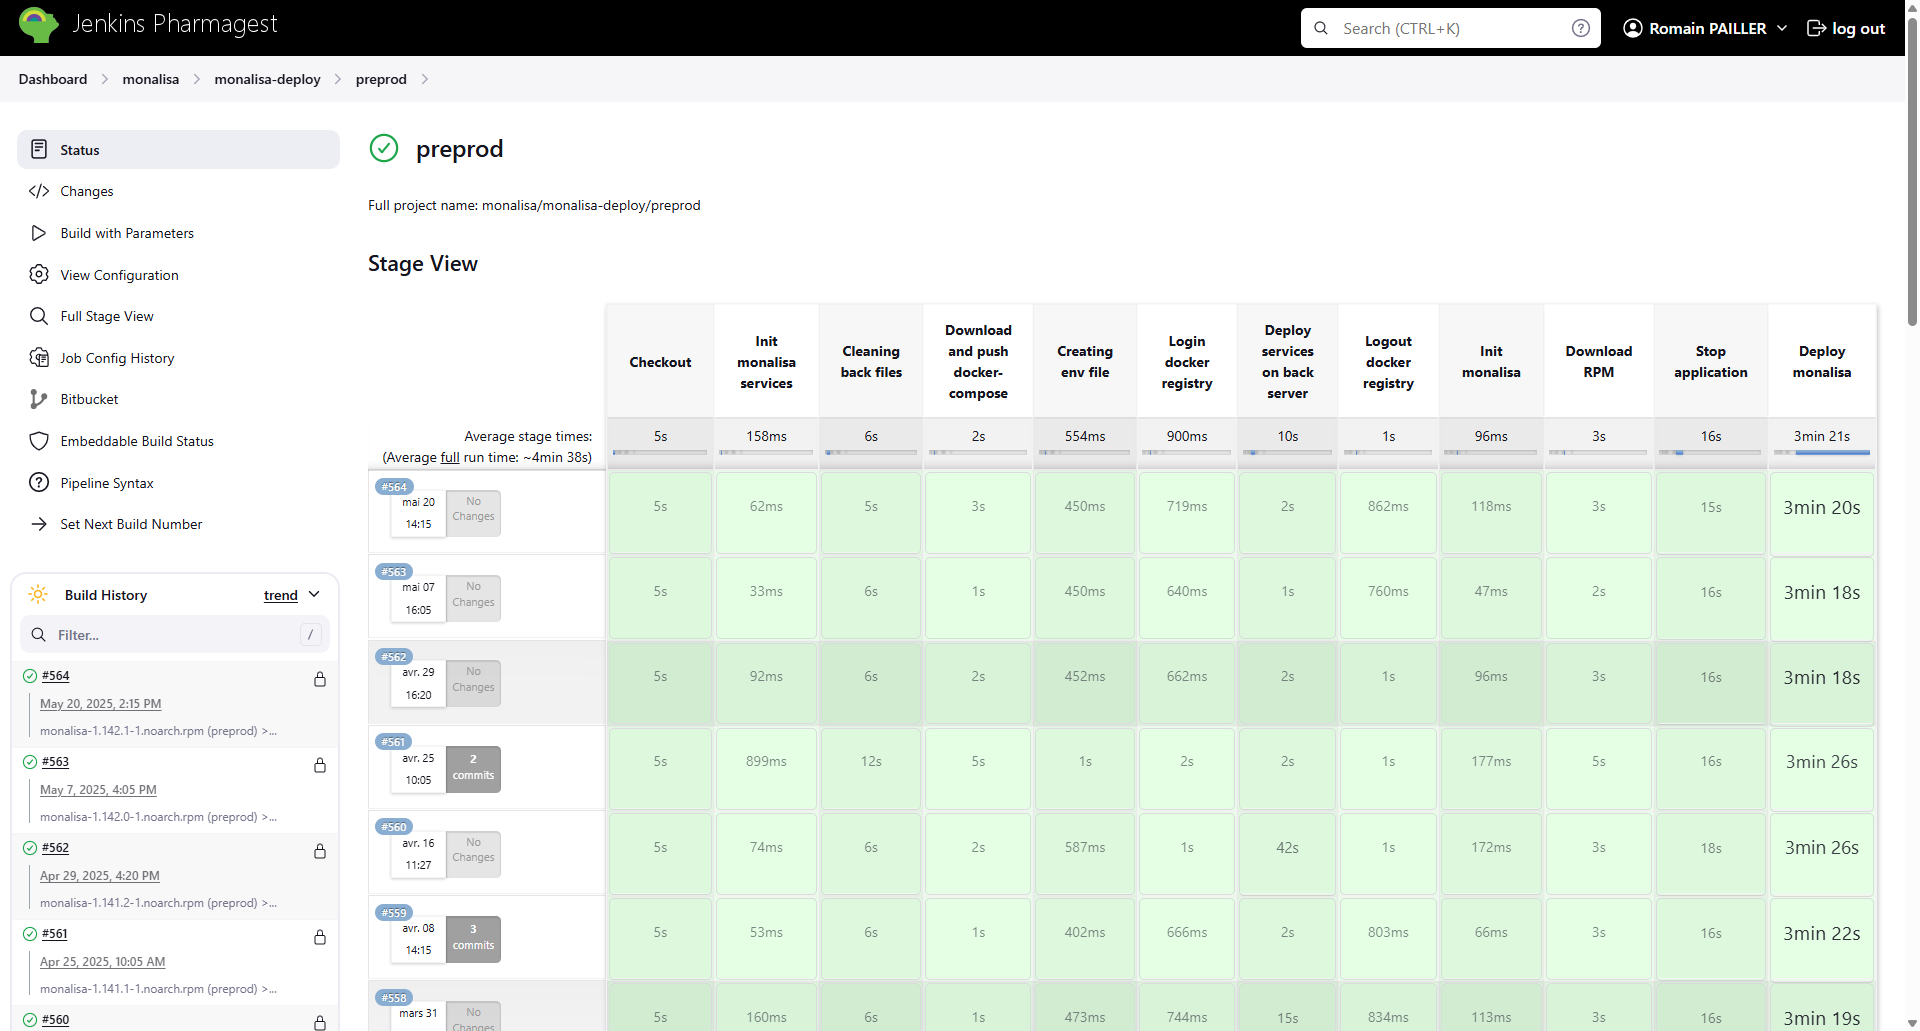 Jenkins Pharmagest
Search (CTRL+K)
Romain PAILLER
log out
Dashboard
monalisa
monalisa-deploy
preprod
Status
Changes
Build with Parameters
View Configuration
Full Stage View
Job Config History
Bitbucket
Embeddable Build Status
Pipeline Syntax
Set Next Build Number
Build History
trend
Filter...
/
#564
May 20, 2025, 2:15 PM
monalisa-1.142.1-1.noarch.rpm (preprod) >...
#563
May 7, 2025, 4:05 PM
monalisa-1.142.0-1.noarch.rpm (preprod) >...
#562
Apr 29, 2025, 4:20 PM
monalisa-1.141.2-1.noarch.rpm (preprod) >...
#561
Apr 25, 2025, 10:05 AM
monalisa-1.141.1-1.noarch.rpm (preprod) >...
#560
preprod
Full project name: monalisa/monalisa-deploy/preprod
Stage View
Checkout
Init
monalisa
services
Cleaning
back files
Download
and push
docker-
compose
Creating
env file
Login
docker
registry
Deploy
services
on back
server
Logout
docker
registry
Init
monalisa
Download
RPM
Stop
application
Deploy
monalisa
Average stage times:
(Average full run time: ~4min 38s)
5s 158ms 6s 2s 554ms 900ms 10s 1s 96ms 3s 16s 3min 21s
#564
mai 20
14:15
No
Changes
5s 62ms 5s 3s 450ms 719ms 2s 862ms 118ms 3s 15s 3min 20s
#563
mai 07
16:05
No
Changes
5s 33ms 6s 1s 450ms 640ms 1s 760ms 47ms 2s 16s 3min 18s
#562
avr. 29
16:20
No
Changes
5s 92ms 6s 2s 452ms 662ms 2s 1s 96ms 3s 16s 3min 18s
#561
avr. 25
10:05
2
commits
5s 899ms 12s 5s 1s 2s 2s 1s 177ms 5s 16s 3min 26s
#560
avr. 16
11:27
No
Changes
5s 74ms 6s 2s 587ms 1s 42s 1s 172ms 3s 18s 3min 26s
#559
avr. 08
14:15
3
commits
5s 53ms 6s 1s 402ms 666ms 2s 803ms 66ms 3s 16s 3min 22s
#558
mars 31
No
Changes
5s 160ms 6s 1s 473ms 744ms 15s 834ms 113ms 3s 16s 3min 19s